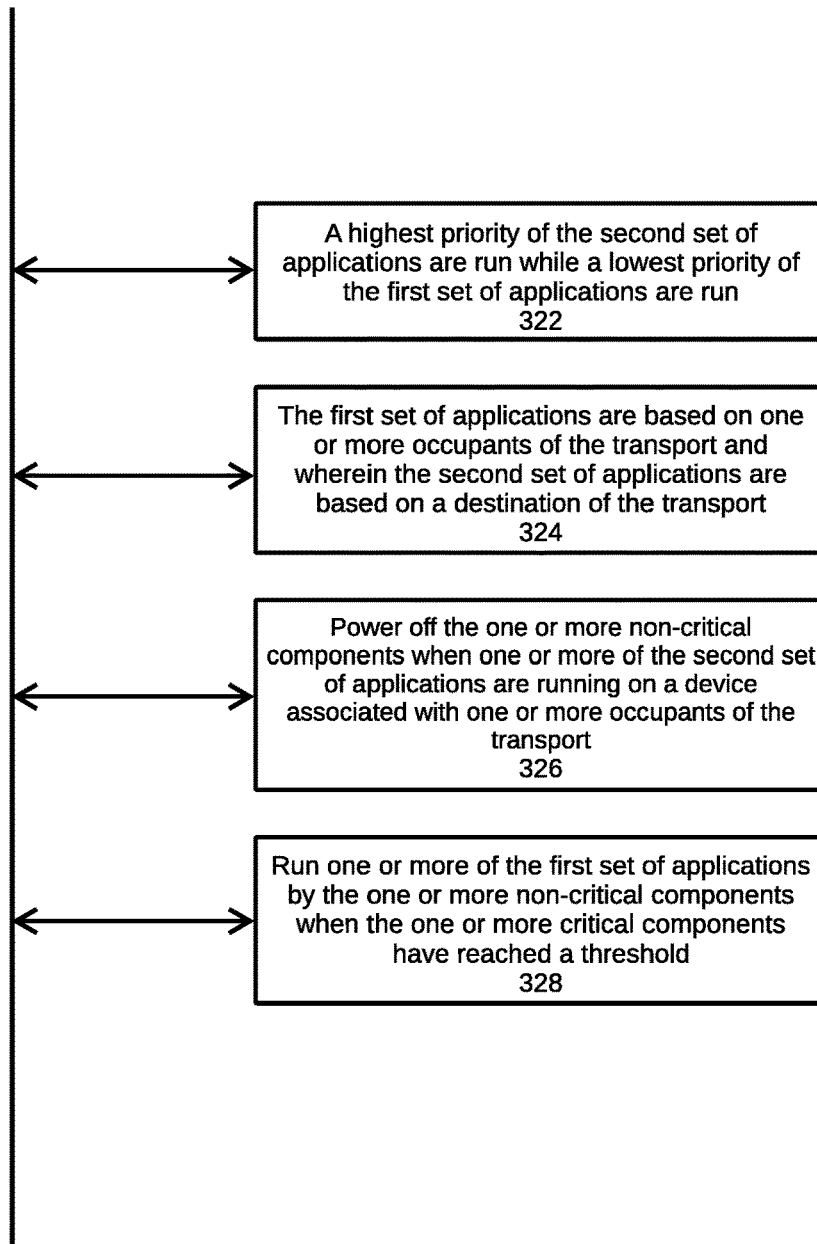 A highest priority of the second set of
applications are run while a lowest priority of
the first set of applications are run
322
The first set of applications are based on one
or more occupants of the transport and
wherein the second set of applications are
based on a destination of the transport
324
Power off the one or more non-critical
components when one or more of the second set
of applications are running on a device
associated with one or more occupants of the
transport
326
Run one or more of the first set of applications
by the one or more non-critical components
when the one or more critical components
have reached a threshold
328